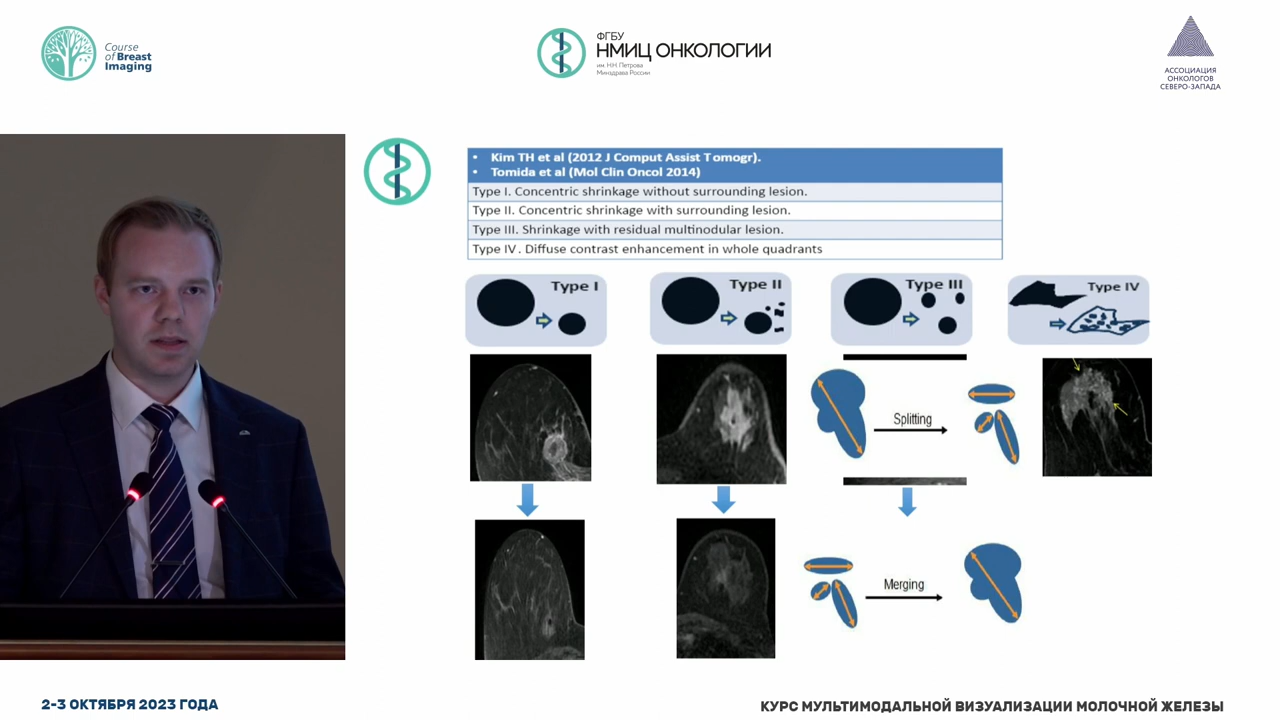 Course
of Breast
Imaging
ФГБУ
НМИЦ ОНКОЛОГИИ
им. Н.Н. Петрова
Минздрава России
АССОЦИАЦИЯ
ОНКОЛОГОВ
СЕВЕРО-ЗАПАДА
• Kim TH et al (2012 J Comput Assist Tomogr).
• Tomida et al (Mol Clin Oncol 2014)
Type I. Concentric shrinkage without surrounding lesion.
Type II. Concentric shrinkage with surrounding lesion.
Type III. Shrinkage with residual multinodular lesion.
Type IV. Diffuse contrast enhancement in whole quadrants
Type I
Type II
Type III
Type IV
Splitting
Merging
2-3 ОКТЯБРЯ 2023 ГОДА
КУРС МУЛЬТИМОДАЛЬНОЙ ВИЗУАЛИЗАЦИИ МОЛОЧНОЙ ЖЕЛЕЗЫ